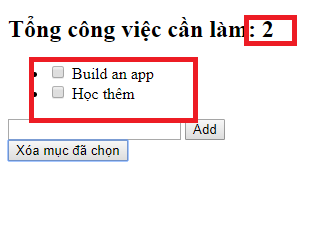 Tổng công việc cần làm: 2
Build an app
Học thêm
Add
Xóa mục đã chọn